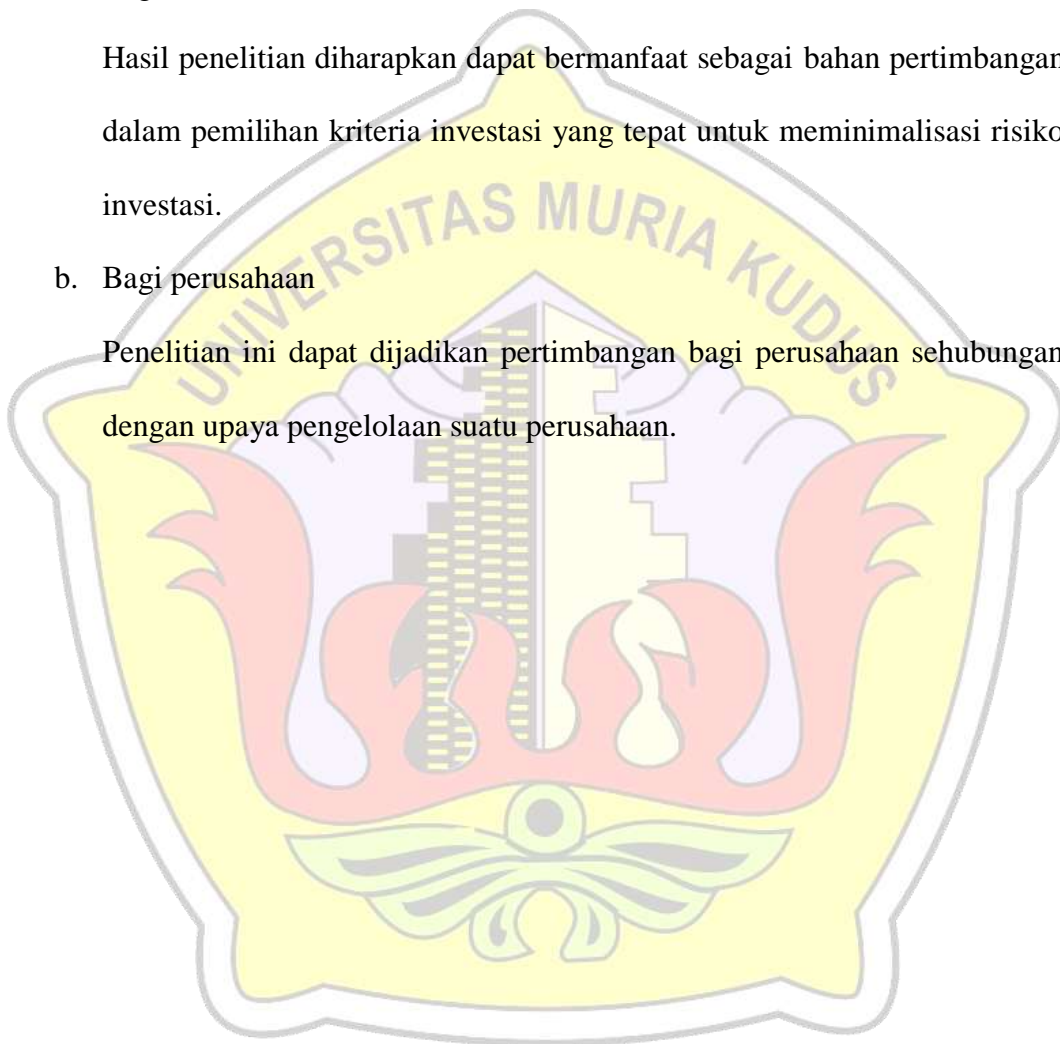 Hasil penelitian diharapkan dapat bermanfaat sebagai bahan pertimbangan
dalam pemilihan kriteria investasi yang tepat untuk meminimalisasi risiko
investasi.
UNIVERSITAS MURIA KUDUS
b. Bagi perusahaan
Penelitian ini dapat dijadikan pertimbangan bagi perusahaan sehubungan
dengan upaya pengelolaan suatu perusahaan.